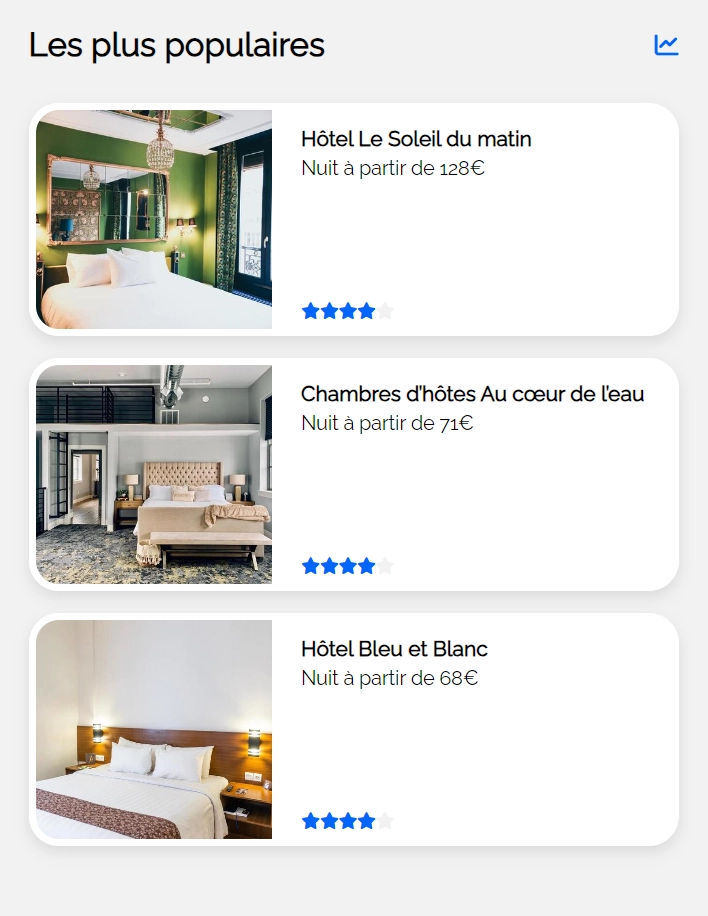 Les plus populaires
Hôtel Le Soleil du matin
Nuit à partir de 128€
Chambres d'hôtes Au cœur de l'eau
Nuit à partir de 71€
Hôtel Bleu et Blanc
Nuit à partir de 68€